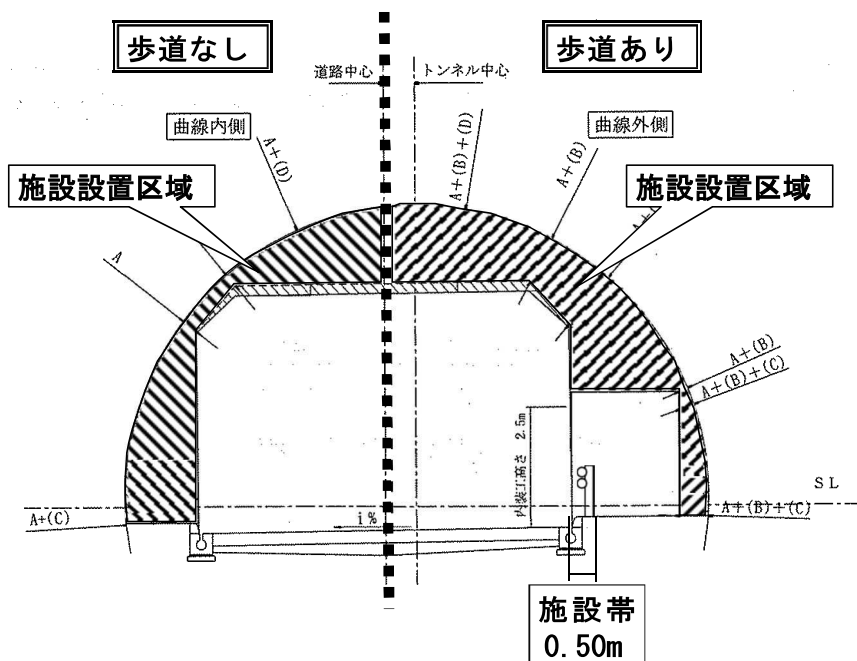 歩道なし
歩道あり
道路中心
トンネル中心
曲線内側
曲線外側
A+(D)
A+(B)+(D)
A+(B)
施設設置区域
施設設置区域
A
A+(B)
A+(B)+(C)
内装工高さ 2.5m
SL
A+(C)
i%
A+(B)+(C)
施設帯
0.50m